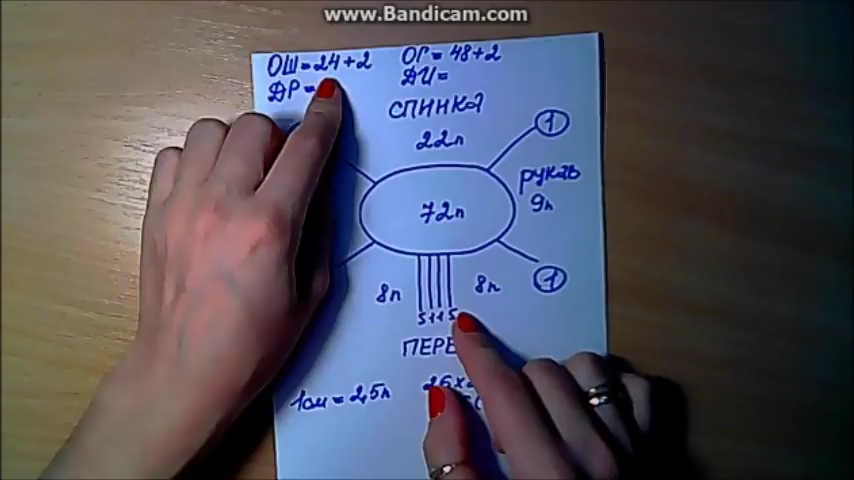 www.Bandicam.com
ОШ=24+2 ОГ=48+2
ДР= ДИ=
СПИНКА
22п
1
рукав
9п
72п
1
8п 8п
5 1 1 5
1см = 2,5п